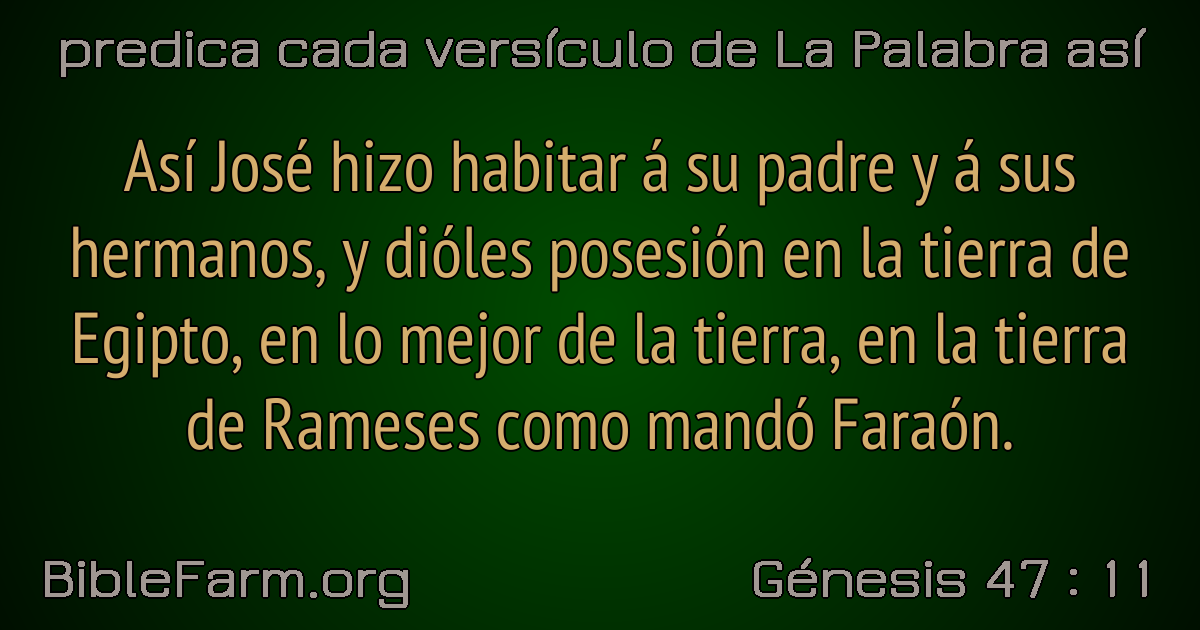 predica cada versículo de La Palabra así
Así José hizo habitar á su padre y á sus
hermanos, y dióles posesión en la tierra de
Egipto, en lo mejor de la tierra, en la tierra
de Rameses como mandó Faraón.
BibleFarm.org
Génesis 47 : 11